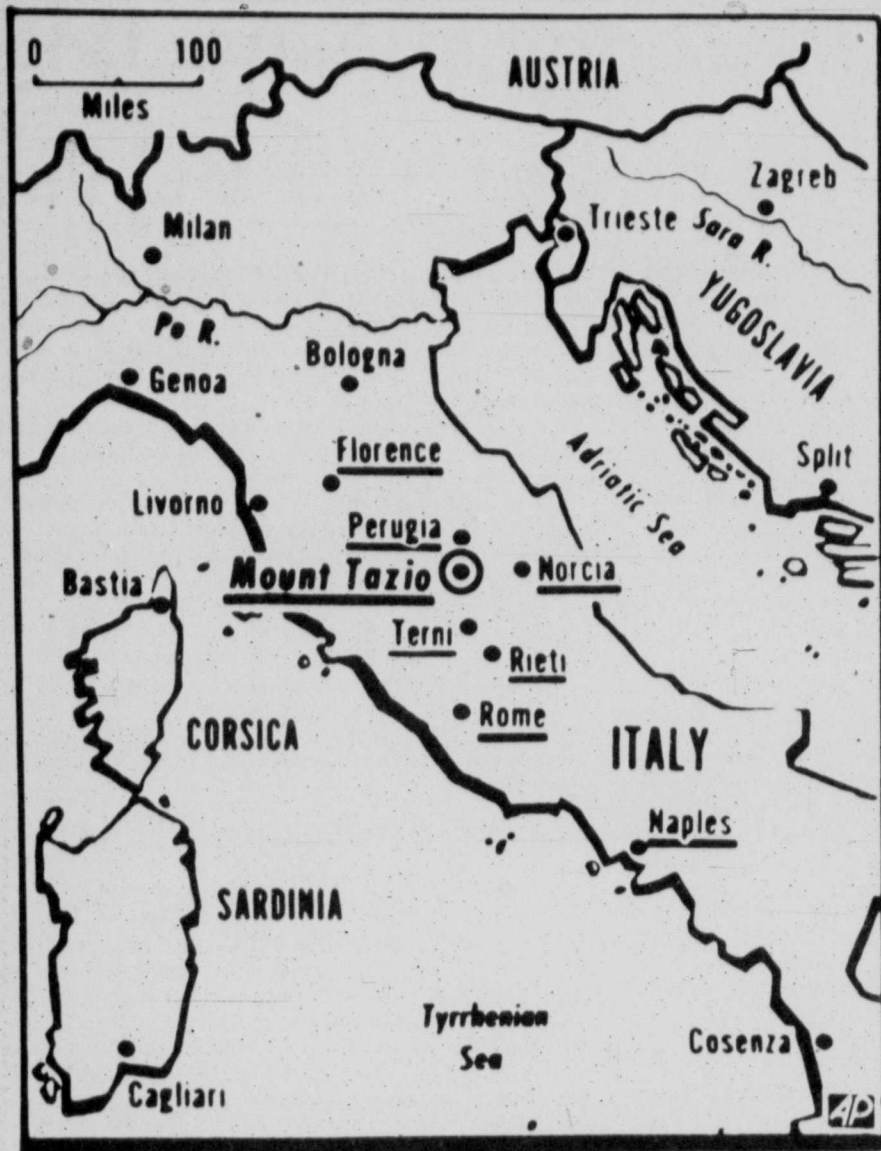 0 100
Miles
AUSTRIA
Zagreb
Milan
Trieste
Sara R.
YUGOSLAVIA
Po R.
Bologna
Genoa
Adriatic Sea
Florence
Split
Livorno
Perugia
Mount Tazio
Norcia
Bastia
Terni
Rieti
Rome
CORSICA
ITALY
Naples
SARDINIA
Tyrrhenian
Sea
Cosenza
Cagliari
AP